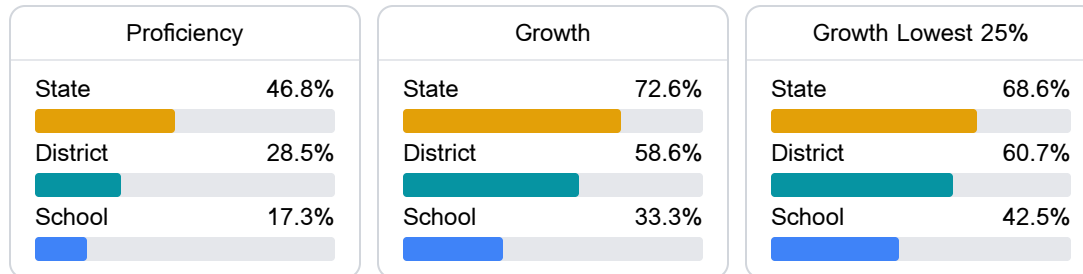 Proficiency
State 46.8%
District 28.5%
School 17.3%
Growth
State 72.6%
District 58.6%
School 33.3%
Growth Lowest 25%
State 68.6%
District 60.7%
School 42.5%